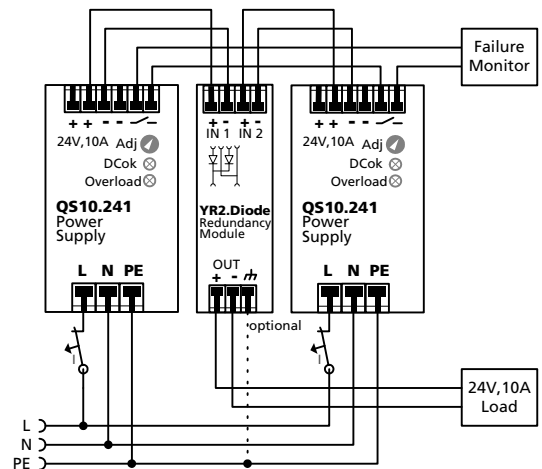 Failure
Monitor
+ + - -
24V,10A Adj
DCok
Overload
QS10.241
Power
Supply
L N PE
+ - + -
IN 1 IN 2
YR2.Diode
Redundancy
Module
OUT
+ -
optional
+ + - -
24V,10A Adj
DCok
Overload
QS10.241
Power
Supply
L N PE
I
I
24V,10A
Load
L
N
PE